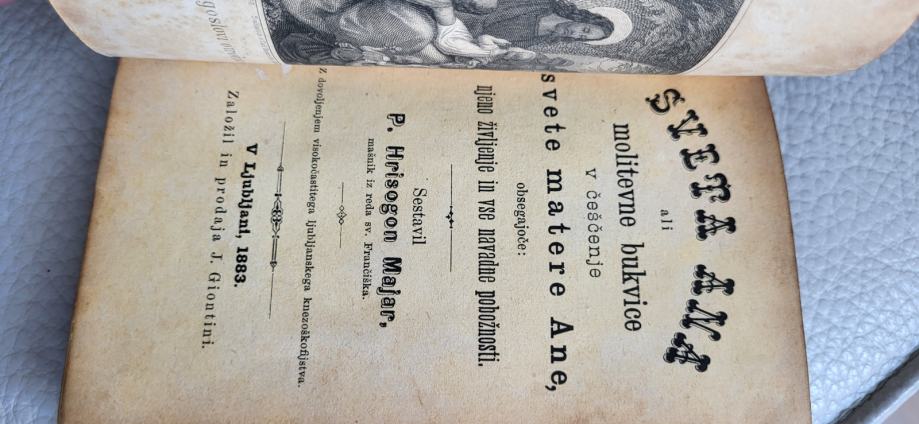 SVETA ANA
ali
molitevne bukvice
v češčenje
svete matere Ane,
obsegajoče:
njeno življenje in vse navadne pobožnosti.
Sestavil
P. Hrisogon Majar,
mašnik iz reda sv. Frančiška.
Z dovoljenjem visokočastitega ljubljanskega knezoškofijstva.
V Ljubljani, 1883.
Založil in prodaja J. Giontini.